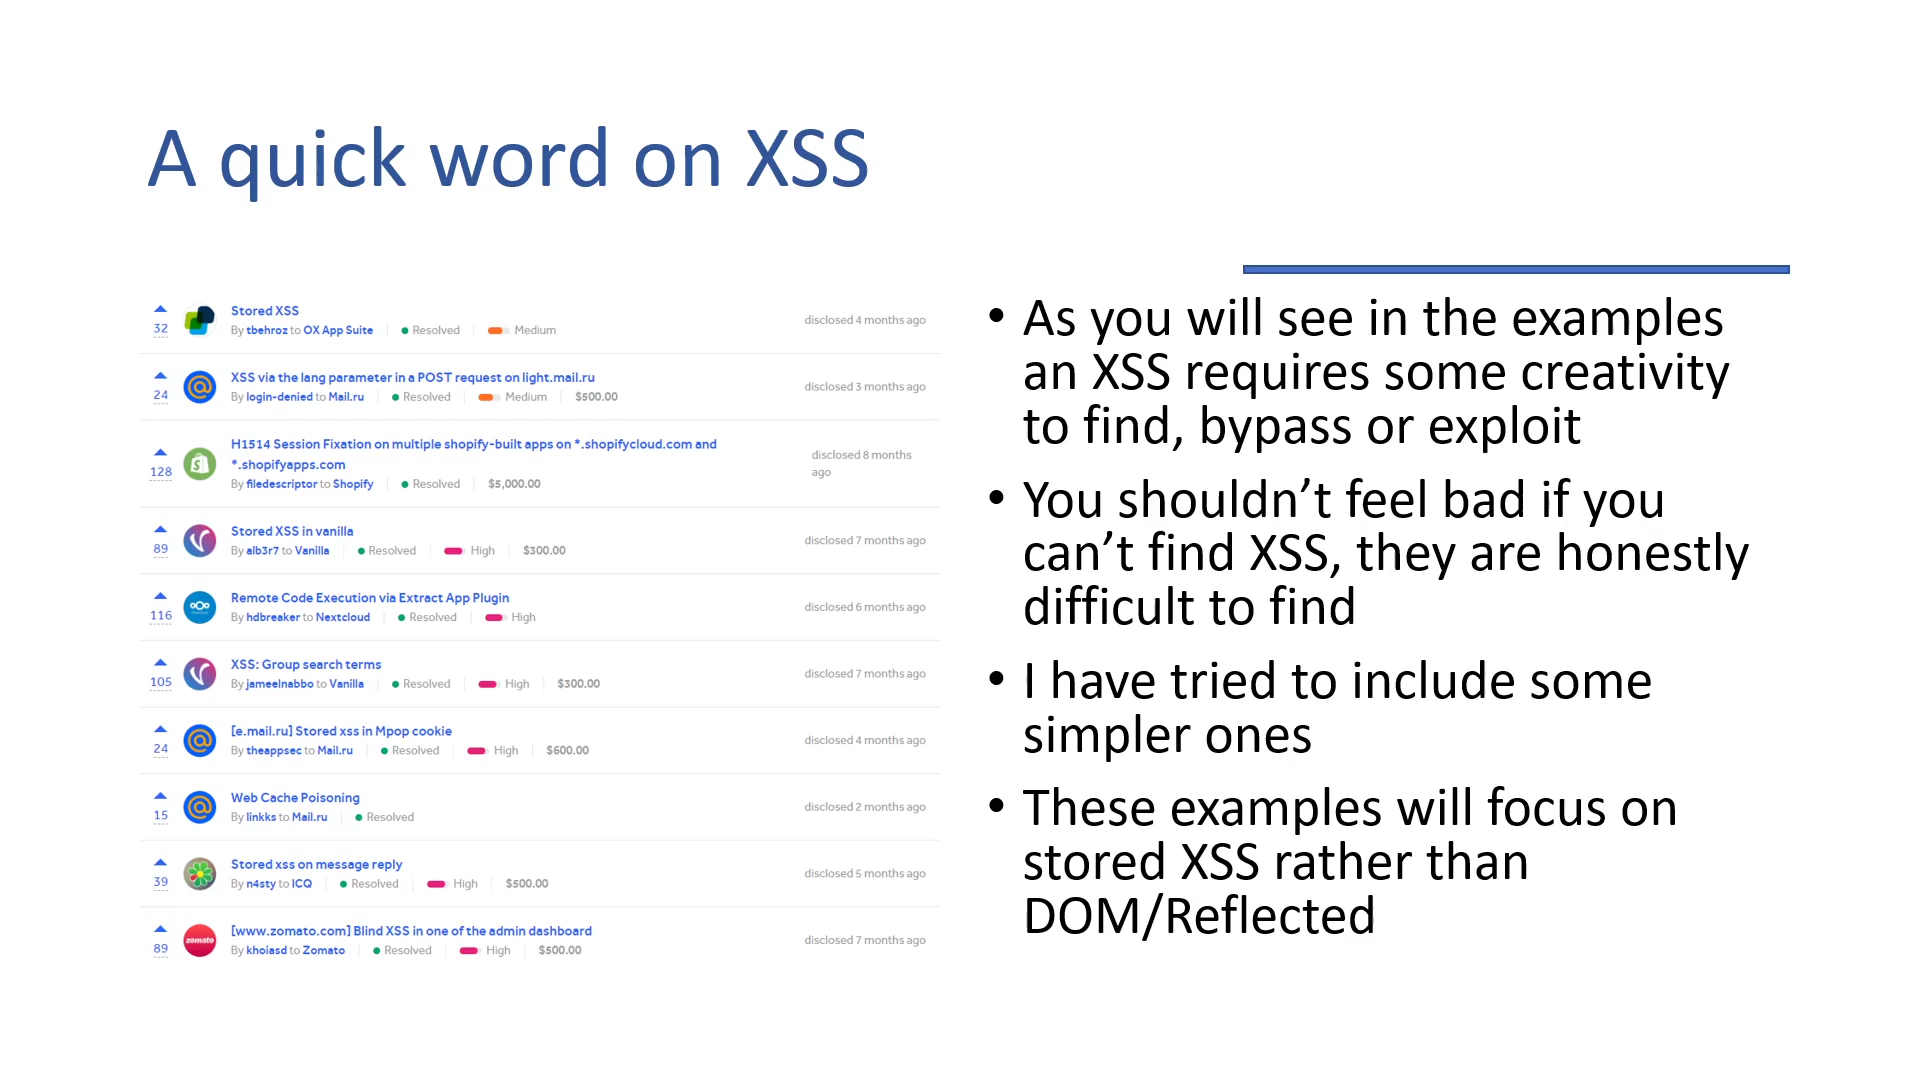 A quick word on XSS
32
Stored XSS
By tbehroz to OX App Suite Resolved Medium
disclosed 4 months ago
24
XSS via the lang parameter in a POST request on light.mail.ru
By login-denied to Mail.ru Resolved Medium $500.00
disclosed 3 months ago
128
H1514 Session Fixation on multiple shopify-built apps on *.shopifycloud.com and
*.shopifyapps.com
By filedescriptor to Shopify Resolved $5,000.00
disclosed 8 months
ago
89
Stored XSS in vanilla
By alb3r7 to Vanilla Resolved High $300.00
disclosed 7 months ago
116
Remote Code Execution via Extract App Plugin
By hdbreaker to Nextcloud Resolved High
disclosed 6 months ago
105
XSS: Group search terms
By jameelnabbo to Vanilla Resolved High $300.00
disclosed 7 months ago
24
[e.mail.ru] Stored xss in Mpop cookie
By theappsec to Mail.ru Resolved High $600.00
disclosed 4 months ago
15
Web Cache Poisoning
By linkks to Mail.ru Resolved
disclosed 2 months ago
39
Stored xss on message reply
By n4sty to ICQ Resolved High $500.00
disclosed 5 months ago
89
zomato
[www.zomato.com] Blind XSS in one of the admin dashboard
By khoiasd to Zomato Resolved High $500.00
disclosed 7 months ago
• As you will see in the examples
an XSS requires some creativity
to find, bypass or exploit
• You shouldn’t feel bad if you
can’t find XSS, they are honestly
difficult to find
• I have tried to include some
simpler ones
• These examples will focus on
stored XSS rather than
DOM/Reflected